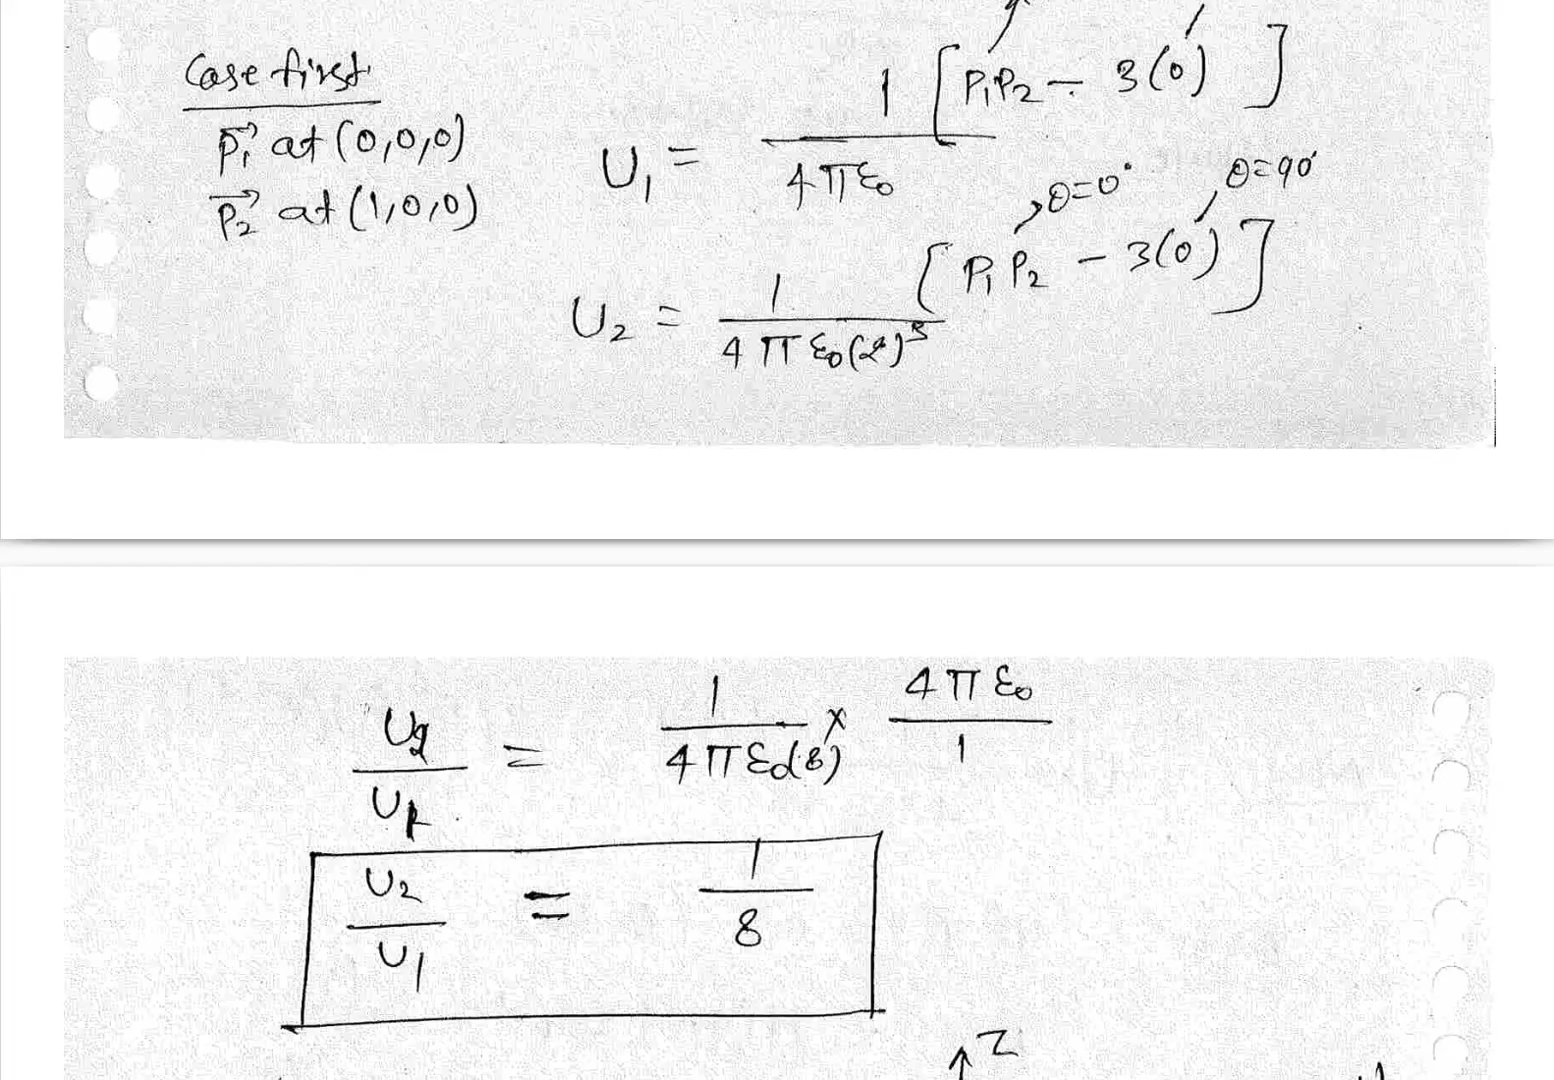 Case first
p₁⃗ at (0,0,0)
p₂⃗ at (1,0,0)
U₁ = 1/(4πε₀) [P₁P₂ - 3(0)]
θ=0° θ=90°
U₂ = 1/(4πε₀(2)³) [P₁P₂ - 3(0)]
U₂/U₁ = 1/(4πε₀(8)) × 4πε₀/1
U₂/U₁ = 1/8
Z